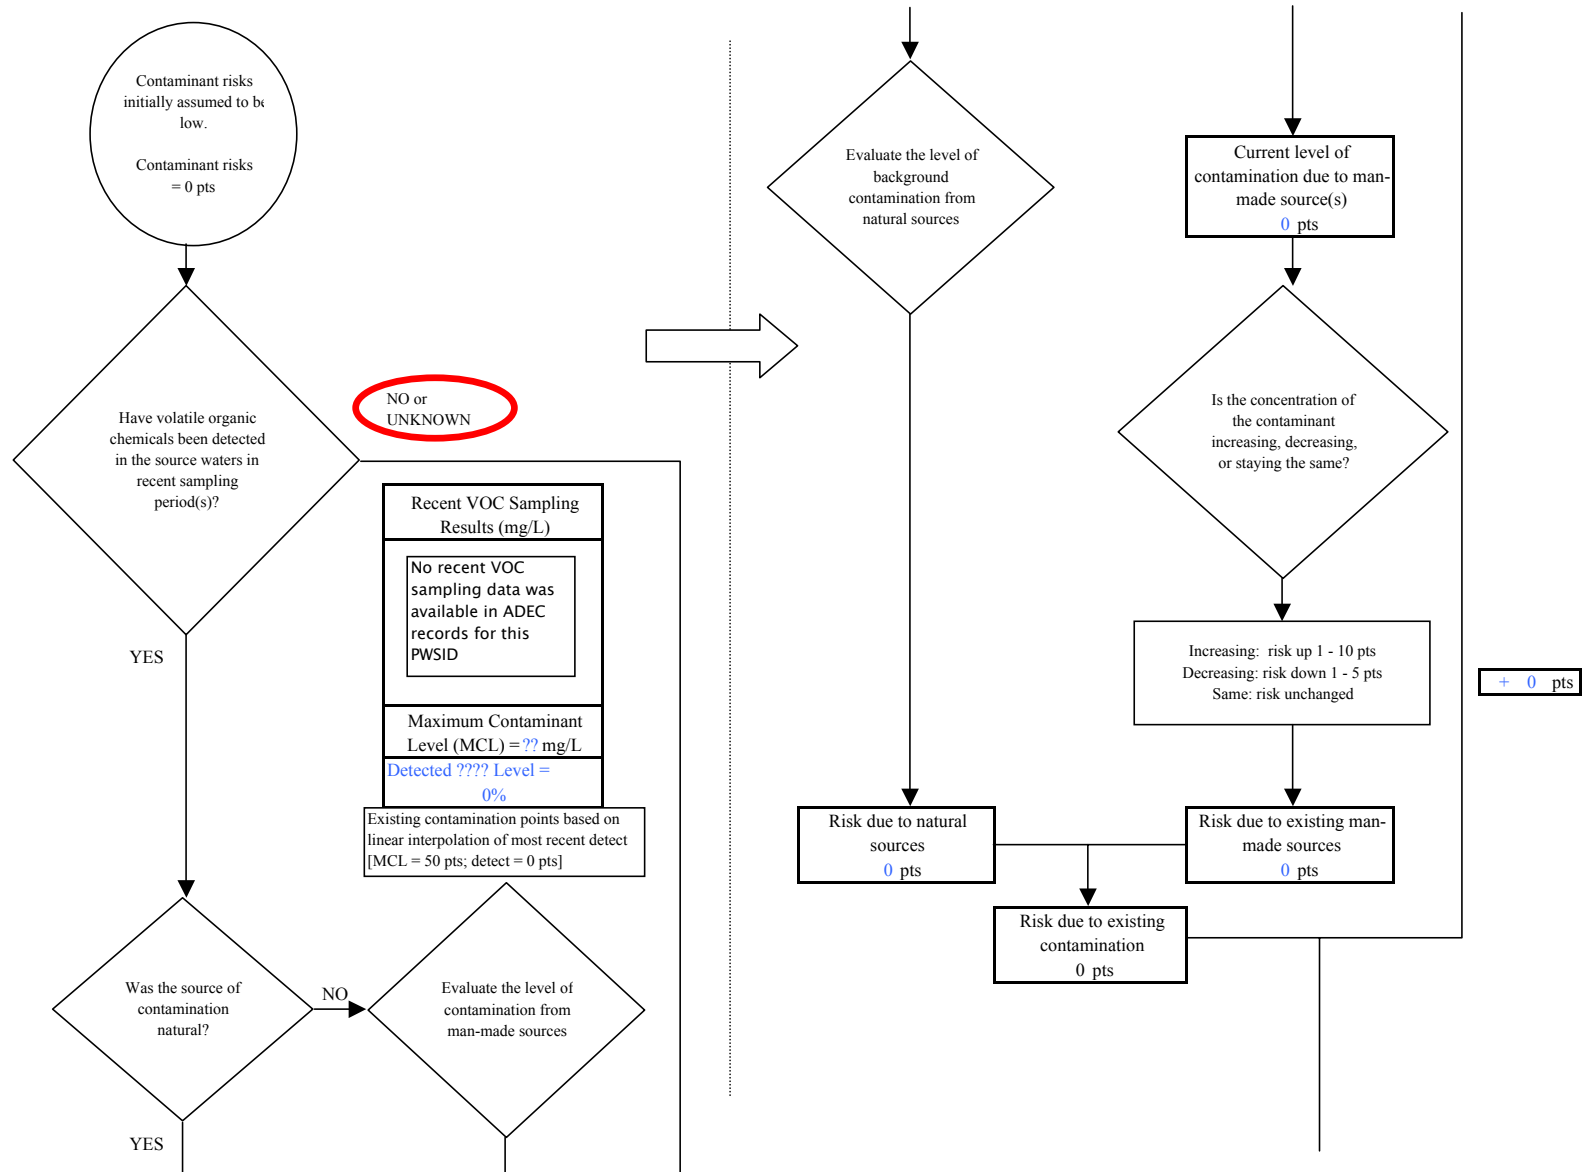 Contaminant risks
initially assumed to be
low.
Contaminant risks
= 0 pts
Have volatile organic
chemicals been detected
in the source waters in
recent sampling
period(s)?
NO or
UNKNOWN
YES
Recent VOC Sampling
Results (mg/L)
No recent VOC
sampling data was
available in ADEC
records for this
PWSID
Maximum Contaminant
Level (MCL) = ?? mg/L
Detected ???? Level =
0%
Existing contamination points based on
linear interpolation of most recent detect
[MCL = 50 pts; detect = 0 pts]
Was the source of
contamination
natural?
NO
Evaluate the level of
contamination from
man-made sources
YES
Evaluate the level of
background
contamination from
natural sources
Current level of
contamination due to man-
made source(s)
0 pts
Is the concentration of
the contaminant
increasing, decreasing,
or staying the same?
Increasing: risk up 1 - 10 pts
Decreasing: risk down 1 - 5 pts
Same: risk unchanged
+ 0 pts
Risk due to natural
sources
0 pts
Risk due to existing man-
made sources
0 pts
Risk due to existing
contamination
0 pts